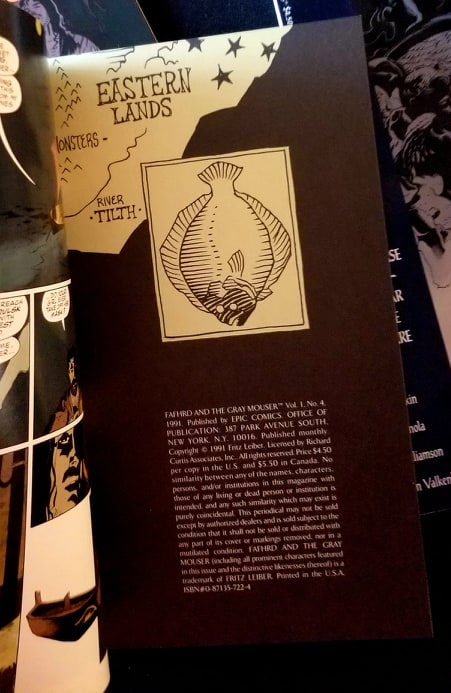 EASTERN
LANDS
RIVER
·TILTH·
FAFHRD AND THE GRAY MOUSER™ Vol. 1, No. 4,
1991. Published by EPIC COMICS, OFFICE OF
PUBLICATION: 387 PARK AVENUE SOUTH,
NEW YORK, N.Y. 10016. Published monthly.
Copyright © 1991 Fritz Leiber. Licensed by Richard
Curtis Associates, Inc. All rights reserved. Price $4.50
per copy in the U.S. and $5.50 in Canada. No
similarity between any of the names, characters,
persons, and/or institutions in this magazine with
those of any living or dead person or institution is
intended, and any such similarity which may exist is
purely coincidental. This periodical may not be sold
except by authorized dealers and is sold subject to the
condition that it shall not be sold or distributed with
any part of its cover or markings removed, nor in a
mutilated condition. FAFHRD AND THE GRAY
MOUSER (including all prominent characters featured
in this issue and the distinctive likenesses thereof) is a
trademark of FRITZ LEIBER. Printed in the U.S.A.
ISBN#0-87135-722-4